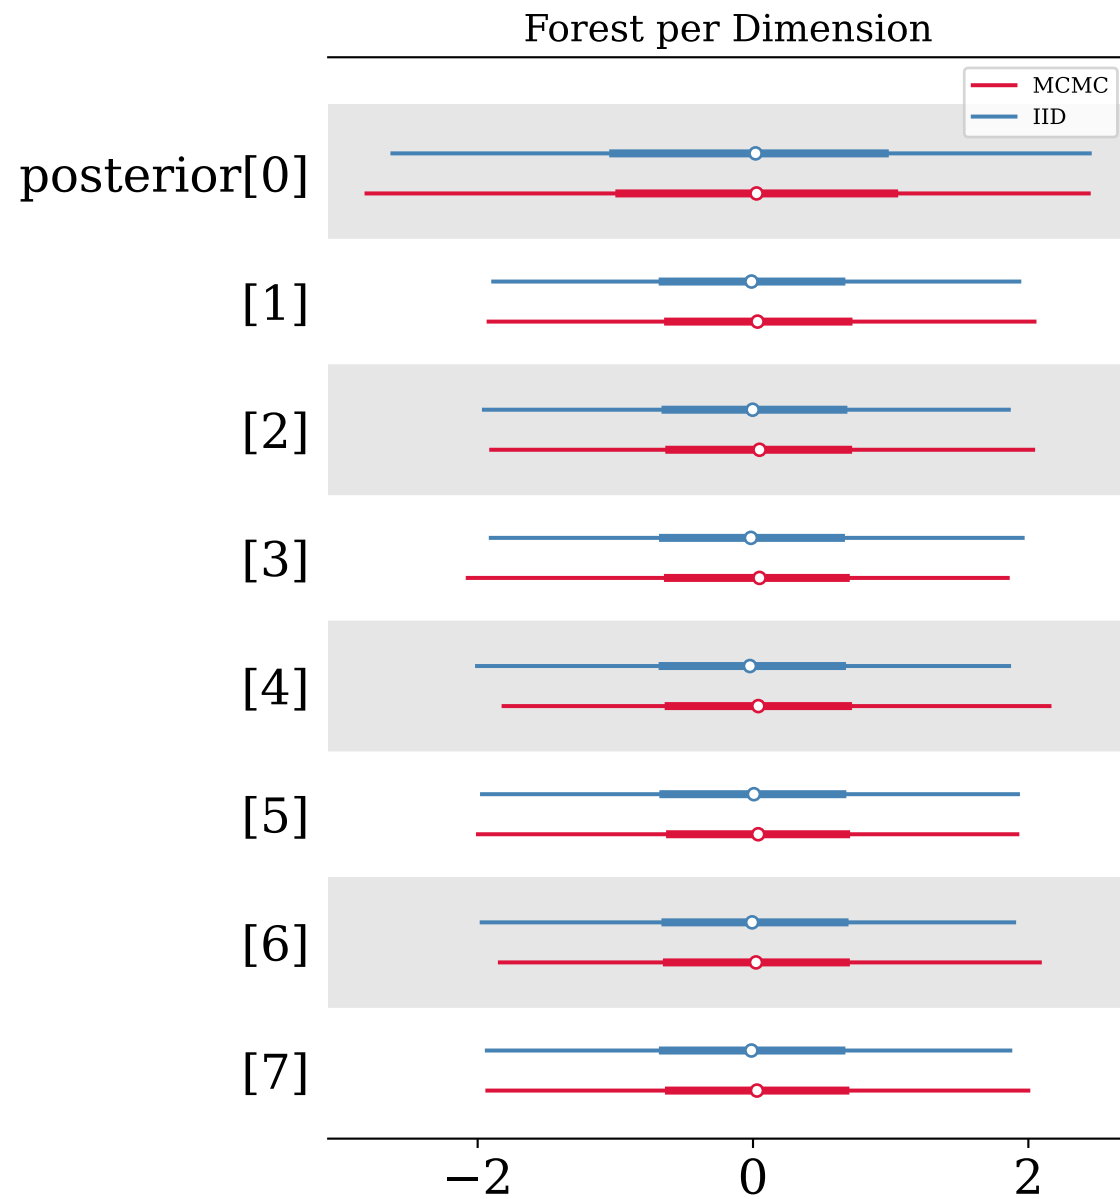 Forest per Dimension
MCMC
IID
posterior[0]
[1]
[2]
[3]
[4]
[5]
[6]
[7]
−2 0 2